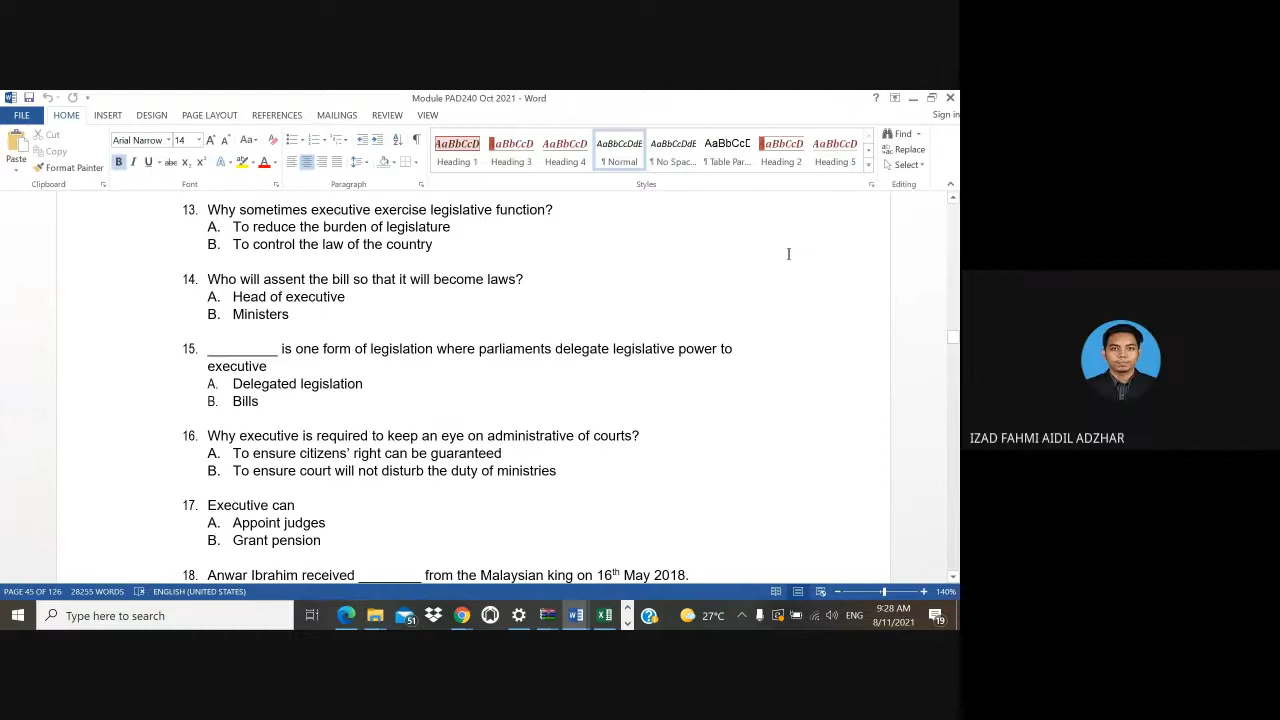 Module PAD240 Oct 2021 - Word
Sign in
FILE HOME INSERT DESIGN PAGE LAYOUT REFERENCES MAILINGS REVIEW VIEW
Cut
Copy
Format Painter
Paste
Arial Narrow 14
AaBbCcD AaBbCcD AaBbCcD AaBbCcDdE AaBbCcDdE AaBbCc AaBbCcD AaBbCcD
Heading 1 Heading 3 Heading 4 ¶ Normal ¶ No Spac... ¶ Table Par... Heading 2 Heading 5
Find
Replace
Select
Clipboard Font Paragraph Styles Editing
13. Why sometimes executive exercise legislative function?
A. To reduce the burden of legislature
B. To control the law of the country
14. Who will assent the bill so that it will become laws?
A. Head of executive
B. Ministers
15. __________ is one form of legislation where parliaments delegate legislative power to
executive
A. Delegated legislation
B. Bills
16. Why executive is required to keep an eye on administrative of courts?
A. To ensure citizens’ right can be guaranteed
B. To ensure court will not disturb the duty of ministries
17. Executive can
A. Appoint judges
B. Grant pension
18. Anwar Ibrahim received ________ from the Malaysian king on 16th May 2018.
PAGE 45 OF 126 28255 WORDS ENGLISH (UNITED STATES) 140%
Type here to search
51
27°C
ENG
9:28 AM
8/11/2021
19
IZAD FAHMI AIDIL ADZHAR